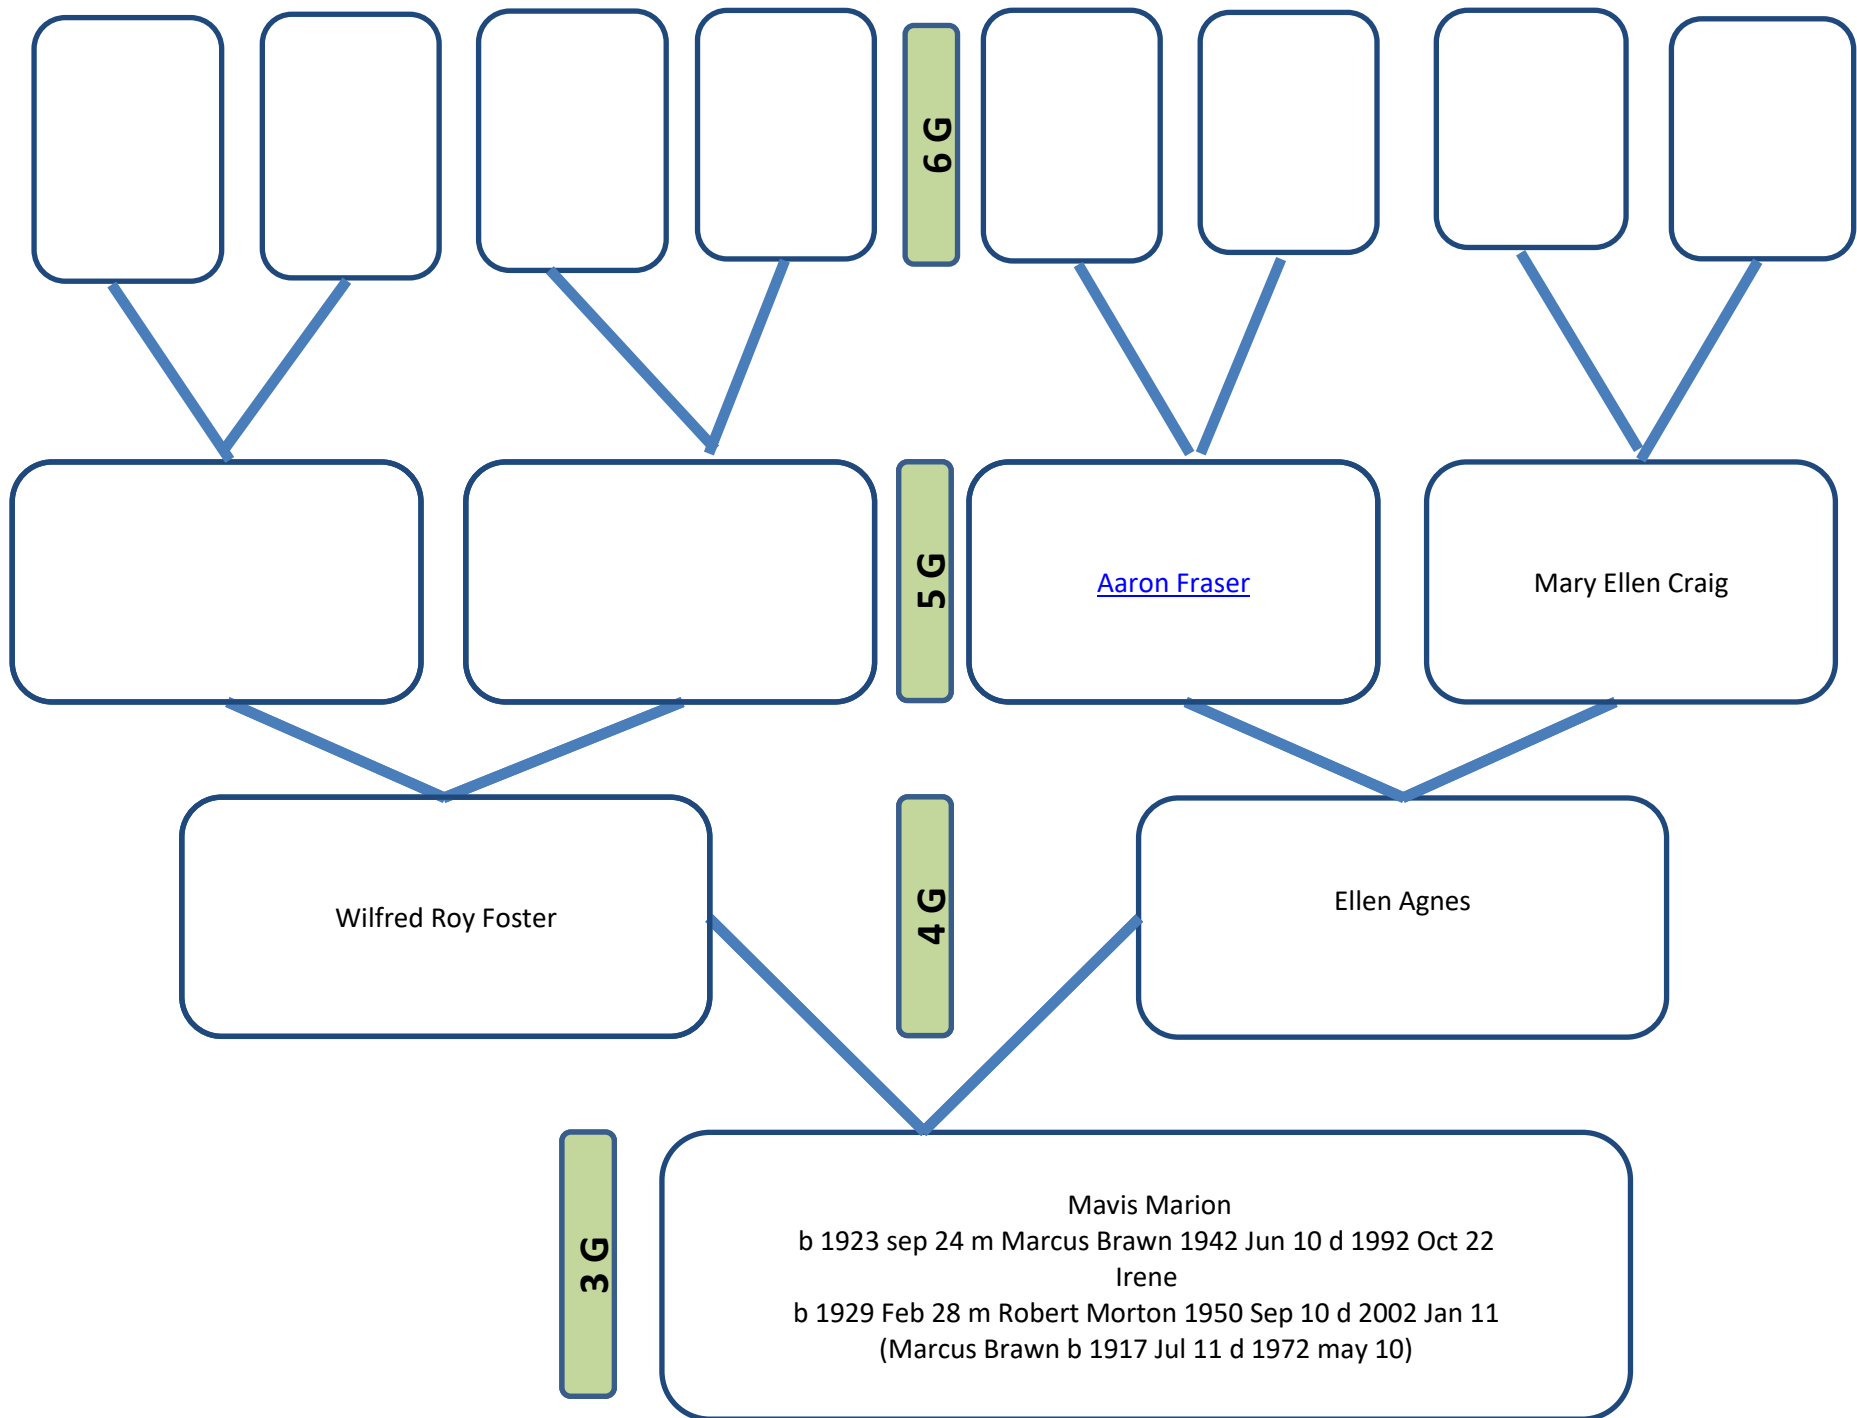 6 G
5 G
Aaron Fraser
Mary Ellen Craig
4 G
Wilfred Roy Foster
Ellen Agnes
3 G
Mavis Marion
b 1923 sep 24 m Marcus Brawn 1942 Jun 10 d 1992 Oct 22
Irene
b 1929 Feb 28 m Robert Morton 1950 Sep 10 d 2002 Jan 11
(Marcus Brawn b 1917 Jul 11 d 1972 may 10)